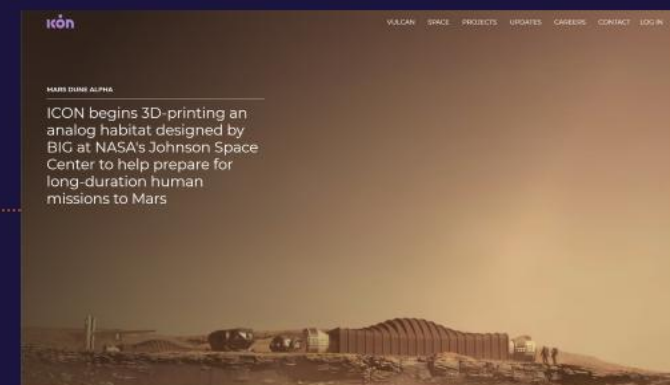 ICON
VULCAN SPACE PROJECTS UPDATES CAREERS CONTACT LOG IN
MARS DUNE ALPHA
ICON begins 3D-printing an
analog habitat designed by
BIG at NASA's Johnson Space
Center to help prepare for
long-duration human
missions to Mars